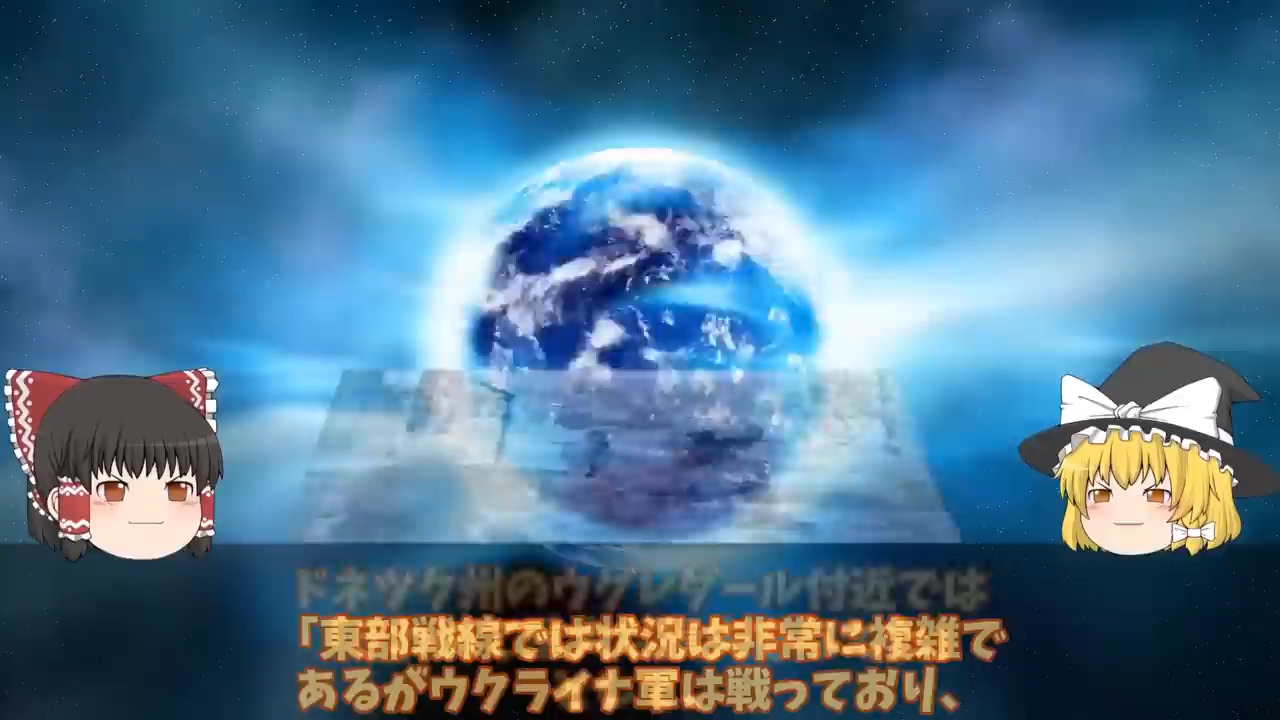 ドネツク州のウグレダール付近では
「東部戦線では状況は非常に複雑で
あるがウクライナ軍は戦っており、